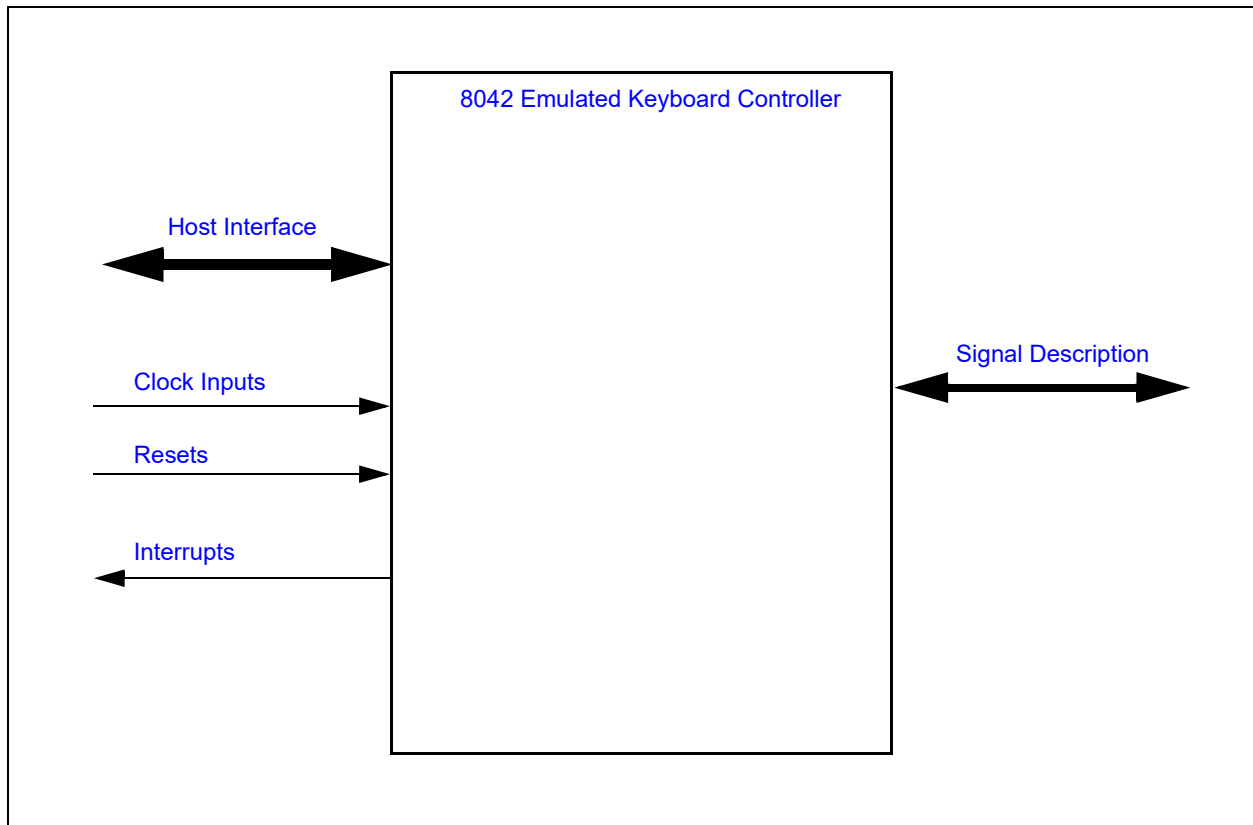 8042 Emulated Keyboard Controller
Host Interface
Signal Description
Clock Inputs
Resets
Interrupts